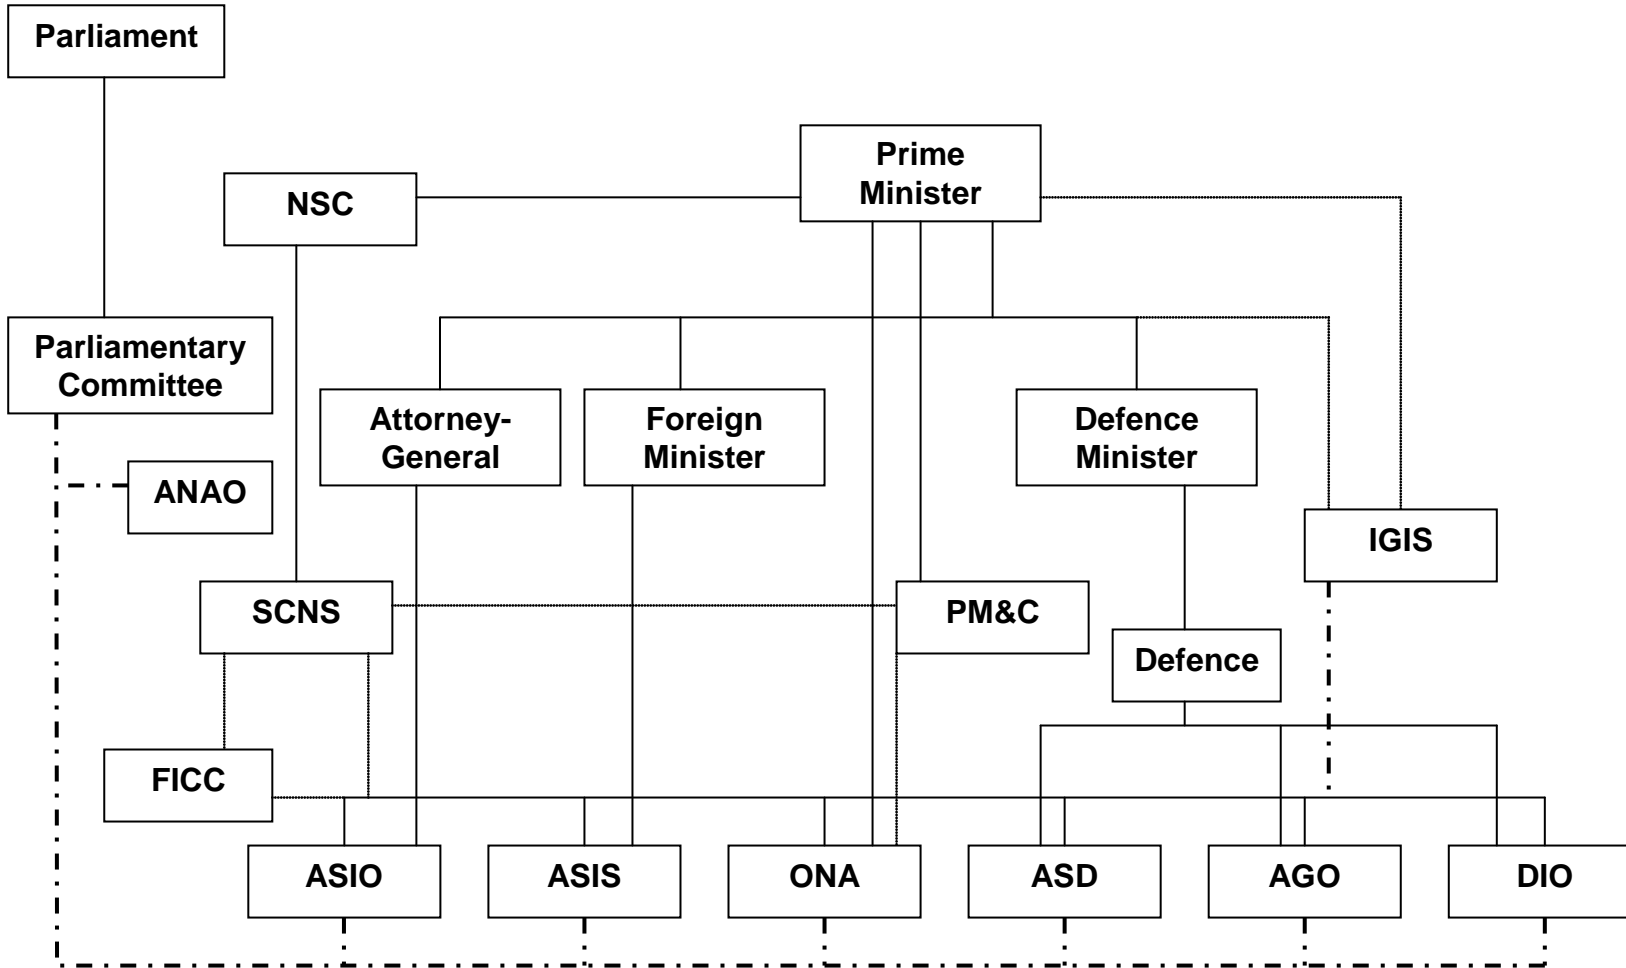 Parliament
Prime
Minister
NSC
Parliamentary
Committee
Attorney-
General
Foreign
Minister
Defence
Minister
ANAO
IGIS
SCNS
PM&C
Defence
FICC
ASIO
ASIS
ONA
ASD
AGO
DIO